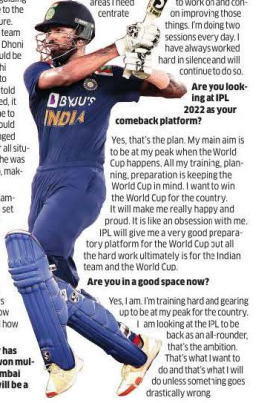 areas I need
centrate
to work on and con-
on improving those
things. I'm doing two
sessions every day. I
have always worked
hard in silence and will
continue to do so.
Are you look-
ing at IPL
2022 as your
comeback platform?
Yes, that's the plan. My main aim is
to be at my peak when the World
Cup happens. All my training, plan-
ning, preparation is keeping the
World Cup in mind. I want to win
the World Cup for the country.
It will make me really happy and
proud. It is like an obsession with me.
IPL will give me a very good prepara-
tory platform for the World Cup but all
the hard work ultimately is for the Indian
team and the World Cup.
Are you in a good space now?
Yes, I am. I'm training hard and gearing
up to be at my peak for the country.
I am looking at the IPL to be
back as an all-rounder,
that's the ambition.
That's what I want to
do and that's what I will
do unless something goes
drastically wrong
BYJU'S
INDIA
to the
ure.
team
Dhoni
uld be
hi
to
told
ed, it
e to
ould
nged
r all situ-
he was
, mak-
am-
set
s
ow
how
r has
won mul-
mbai
will be a